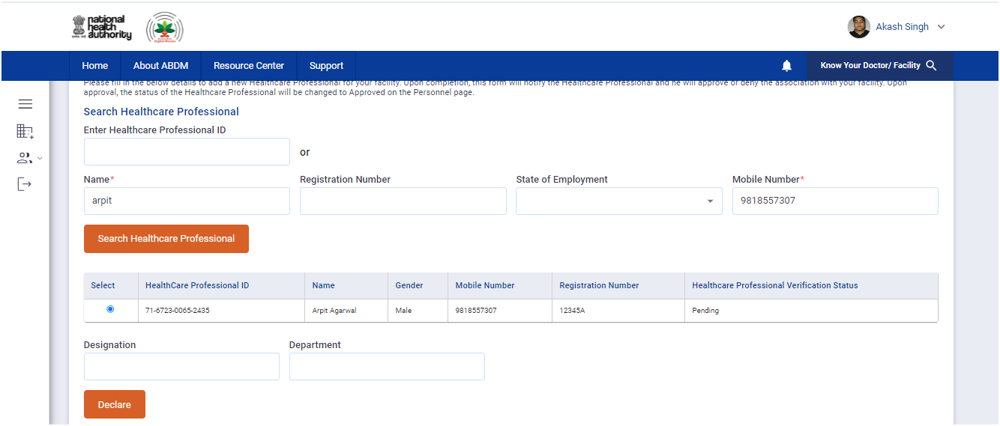 national
health
authority
Akash Singh
Home About ABDM Resource Center Support Know Your Doctor/ Facility
Please fill in the below details to add a new Healthcare Professional for your facility. Upon completion, this form will notify the Healthcare Professional and he will approve or deny the association with your facility. Upon
approval, the status of the Healthcare Professional will be changed to Approved on the Personnel page.
Search Healthcare Professional
Enter Healthcare Professional ID
or
Name* Registration Number State of Employment Mobile Number*
arpit 9818557307
Search Healthcare Professional
Select HealthCare Professional ID Name Gender Mobile Number Registration Number Healthcare Professional Verification Status
71-6723-0065-2435 Arpit Agarwal Male 9818557307 12345A Pending
Designation Department
Declare